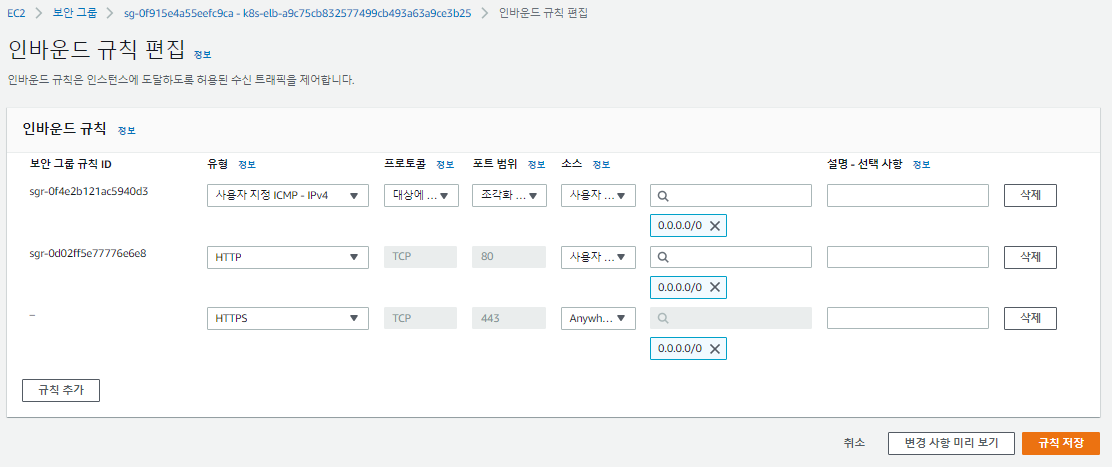 EC2 > 보안 그룹 > sg-0f915e4a55eefc9ca - k8s-elb-a9c75cb832577499cb493a63a9ce3b25 > 인바운드 규칙 편집
인바운드 규칙 편집 정보
인바운드 규칙은 인스턴스에 도달하도록 허용된 수신 트래픽을 제어합니다.
인바운드 규칙 정보
보안 그룹 규칙 ID 유형 정보 프로토콜 정보 포트 범위 정보 소스 정보 설명 - 선택 사항 정보
sgr-0f4e2b121ac5940d3 사용자 지정 ICMP - IPv4 대상에 ... 조각화 ... 사용자 ... 삭제
0.0.0.0/0
sgr-0d02ff5e77776e6e8 HTTP TCP 80 사용자 ... 삭제
0.0.0.0/0
– HTTPS TCP 443 Anywh... 삭제
0.0.0.0/0
규칙 추가
취소 변경 사항 미리 보기 규칙 저장